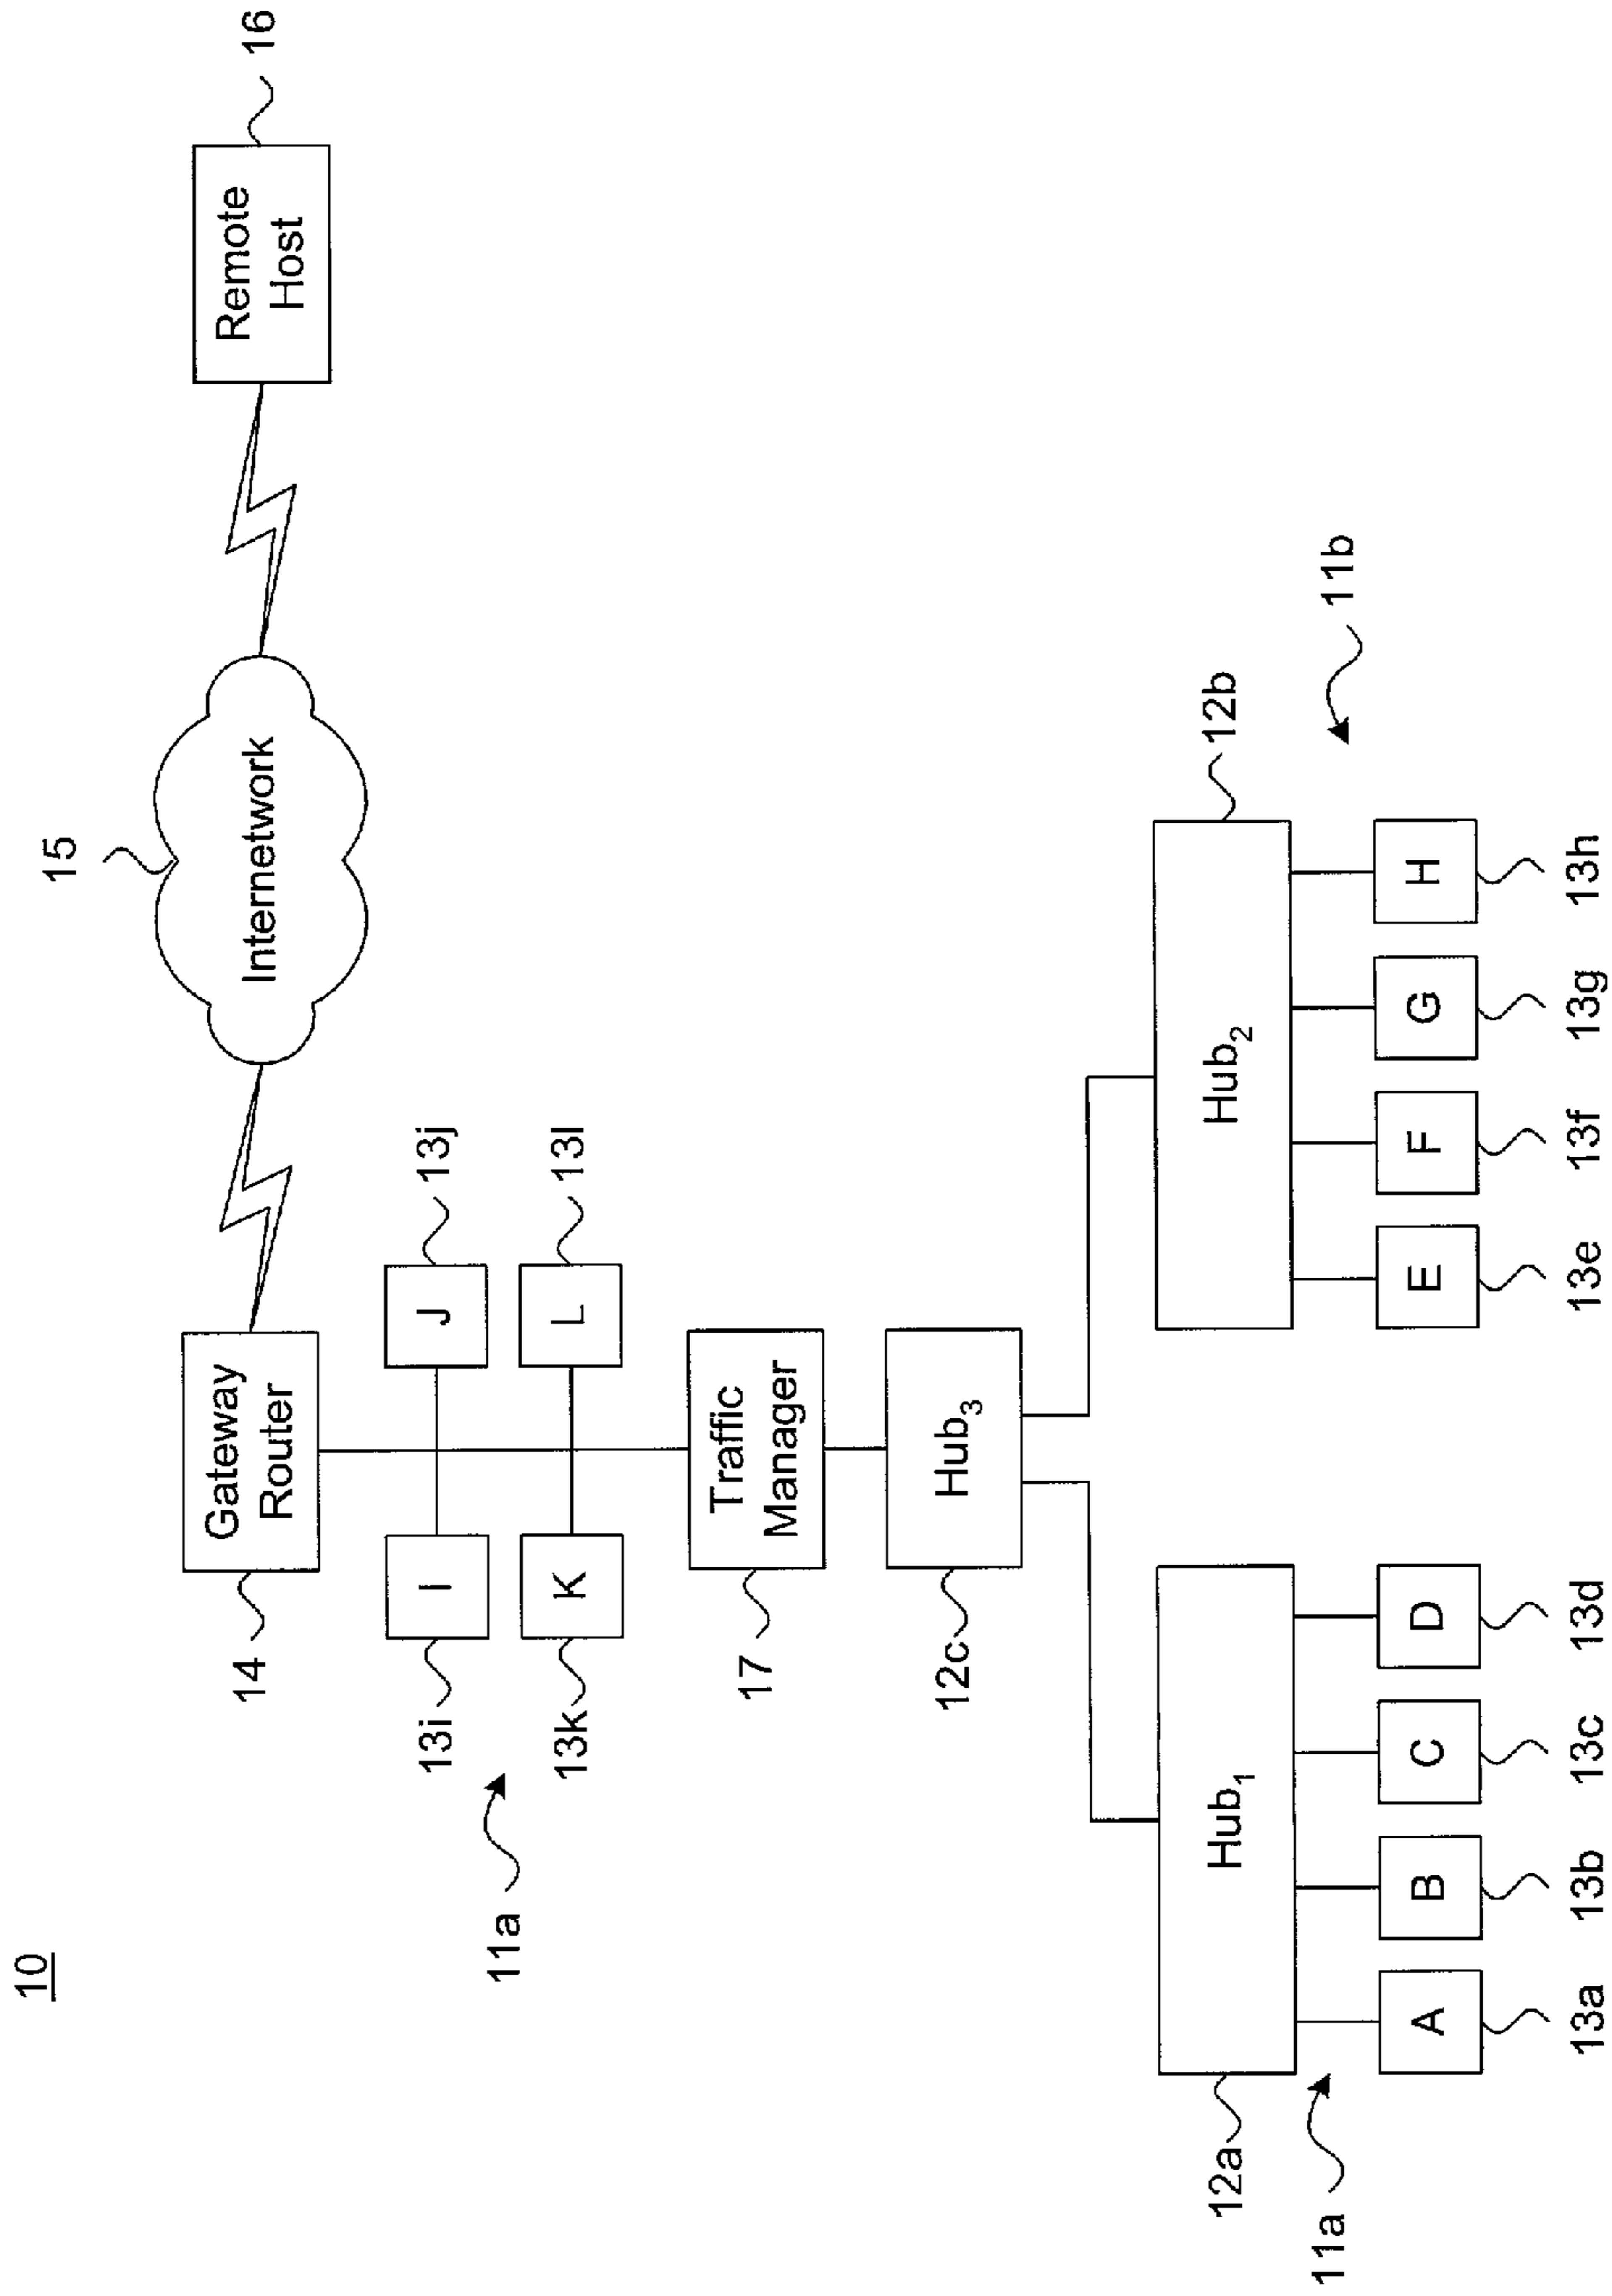 10
15
16
Remote
Host
Internetwork
Gateway
Router
14
I
13i
J
13j
K
13k
L
13l
11a
Traffic
Manager
17
Hub3
12c
Hub1
12a
Hub2
12b
11a
11b
A
B
C
D
E
F
G
H
13a
13b
13c
13d
13e
13f
13g
13h